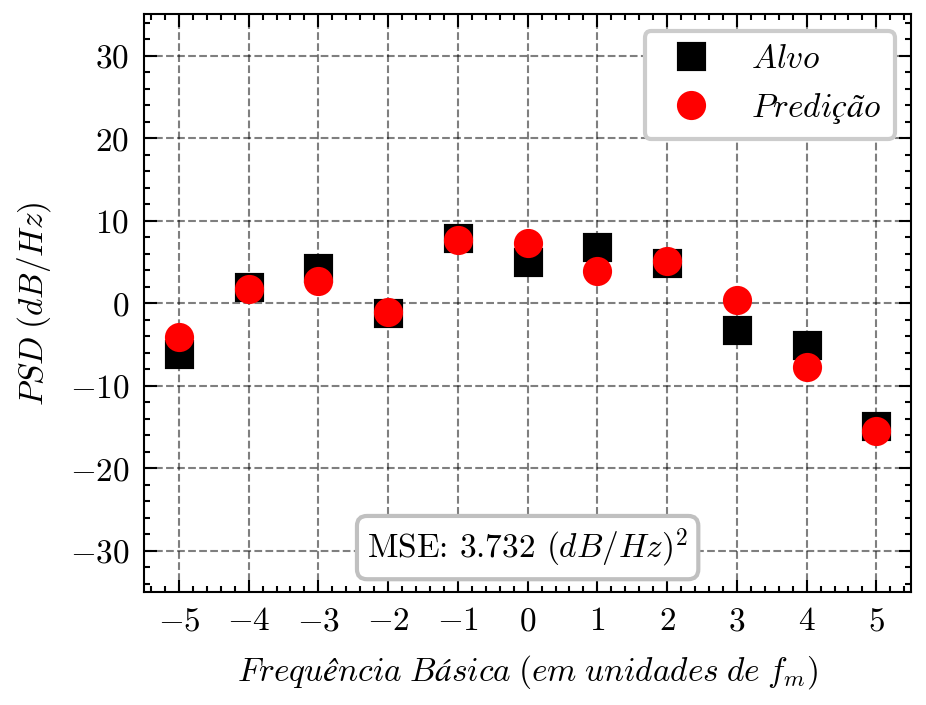 30
20
10
0
−10
−20
−30
PSD (dB/Hz)
Alvo
Predição
MSE: 3.732 (dB/Hz)²
−5 −4 −3 −2 −1 0 1 2 3 4 5
Frequência Básica (em unidades de fₘ)